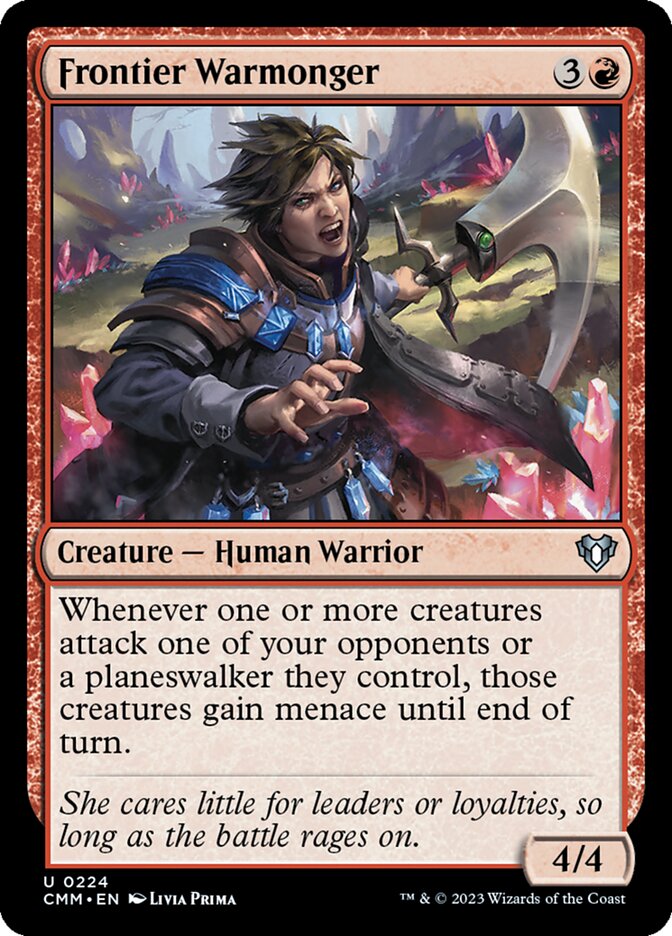 Frontier Warmonger
3
Creature — Human Warrior
Whenever one or more creatures
attack one of your opponents or
a planeswalker they control, those
creatures gain menace until end of
turn.
She cares little for leaders or loyalties, so
long as the battle rages on.
4/4
U 0224
CMM • EN Livia Prima
™ & © 2023 Wizards of the Coast